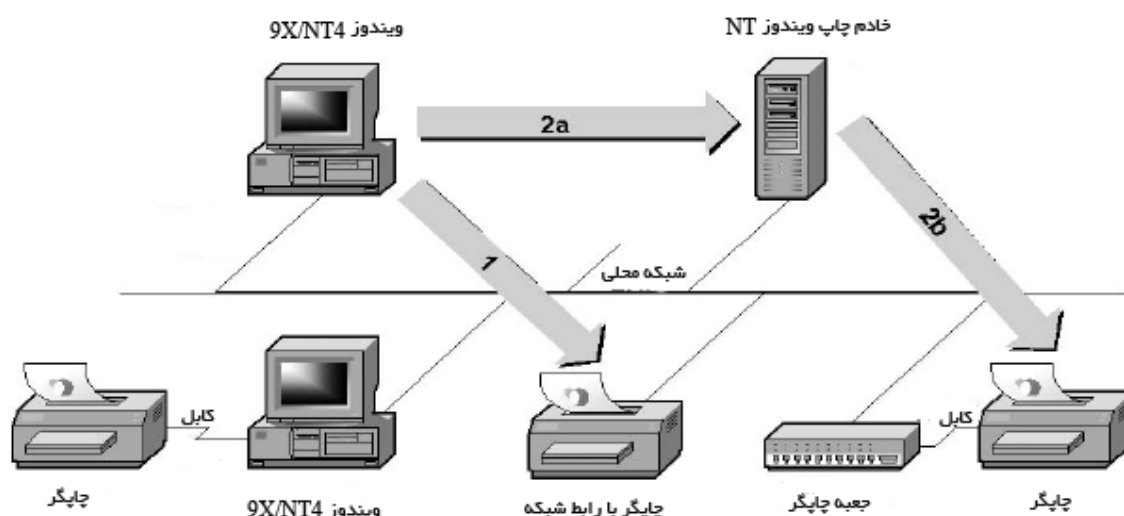 ویندوز 9X/NT4
خادم چاپ ویندوز NT
2a
1
2b
شبکه محلی
کابل
کابل
چاپگر
ویندوز 9X/NT4
چاپگر با رابط شبکه
جعبه چاپگر
چاپگر